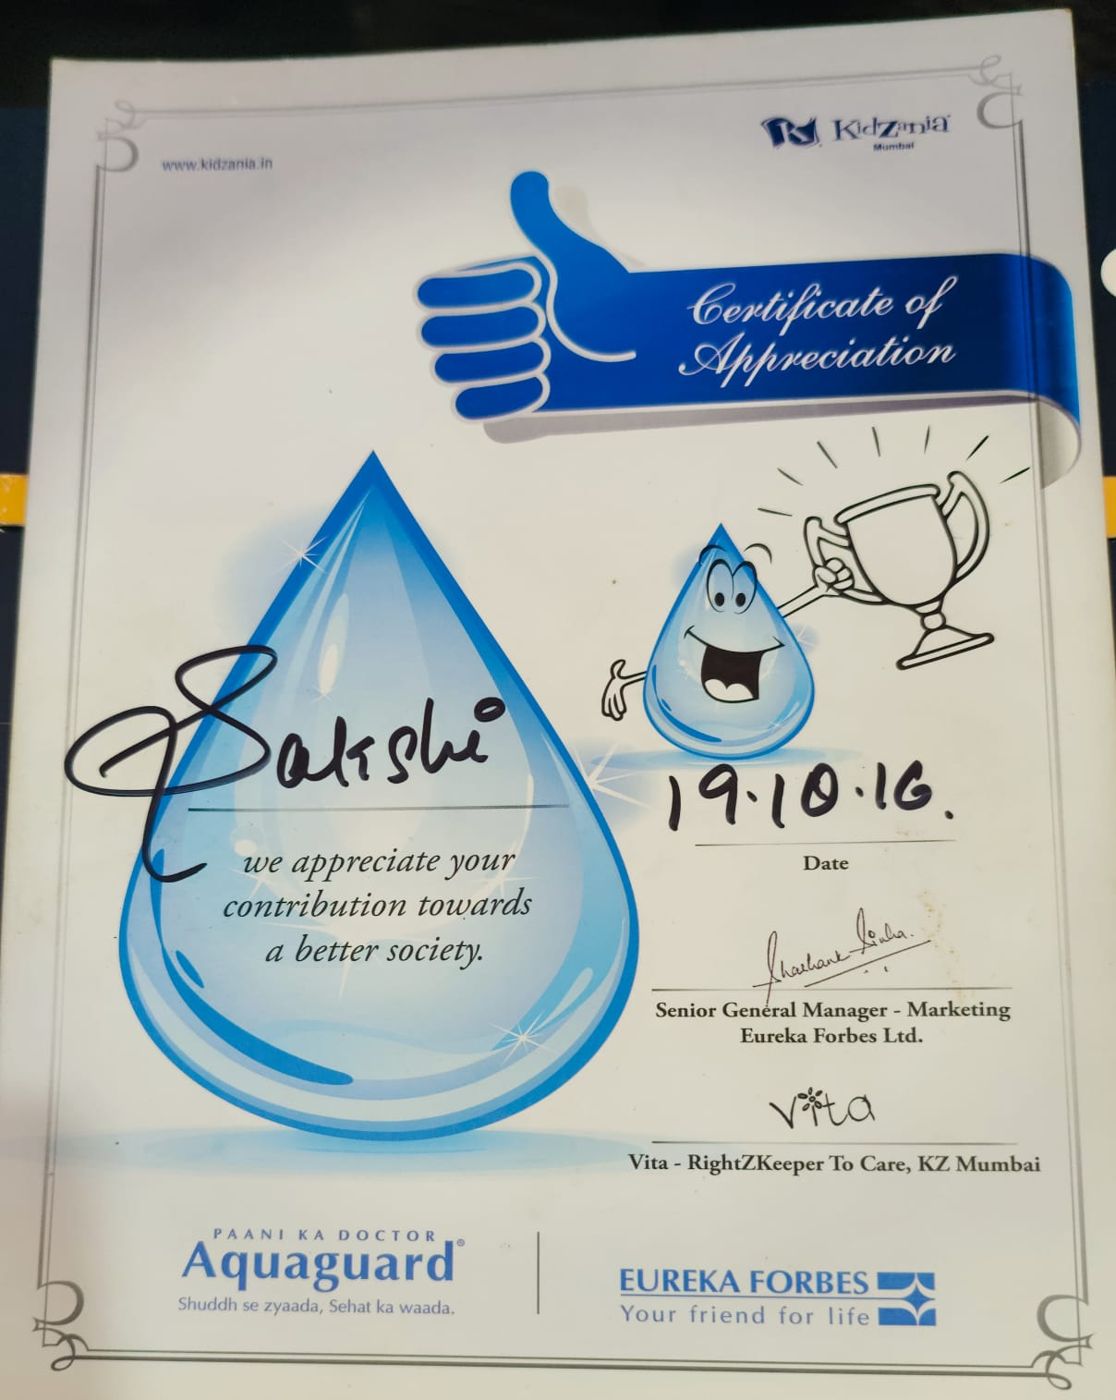 www.kidzania.in
KidZania
Mumbai
Certificate of
Appreciation
Sakshi
we appreciate your
contribution towards
a better society.
19.10.16.
Date
Shashank Sinha.
Senior General Manager - Marketing
Eureka Forbes Ltd.
Vita
Vita - RightZKeeper To Care, KZ Mumbai
PAANI KA DOCTOR
Aquaguard®
Shuddh se zyaada, Sehat ka waada.
EUREKA FORBES
Your friend for life